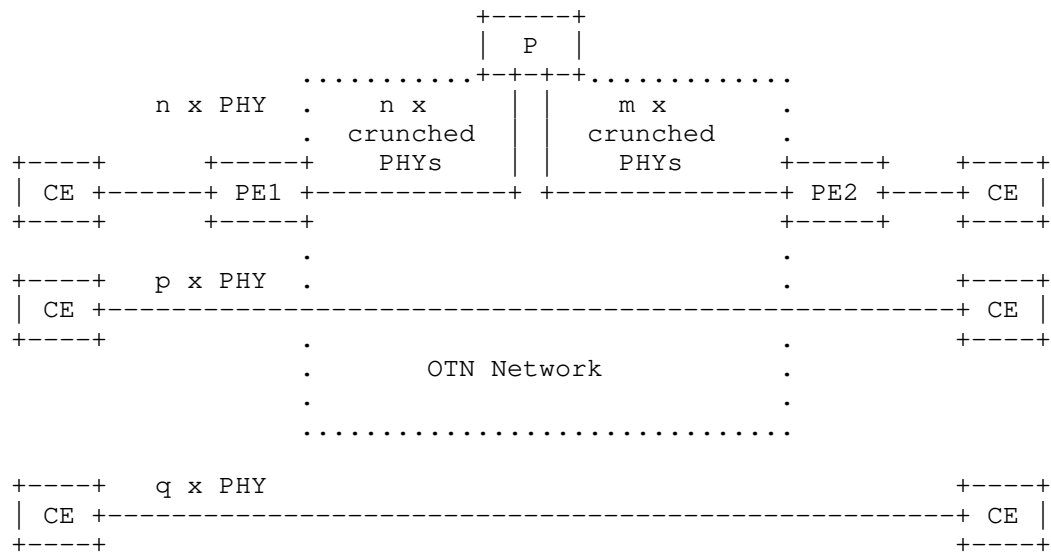 P
n x PHY n x m x
crunched crunched
PHYs PHYs
CE PE1 PE2 CE
p x PHY
CE CE
OTN Network
q x PHY
CE CE